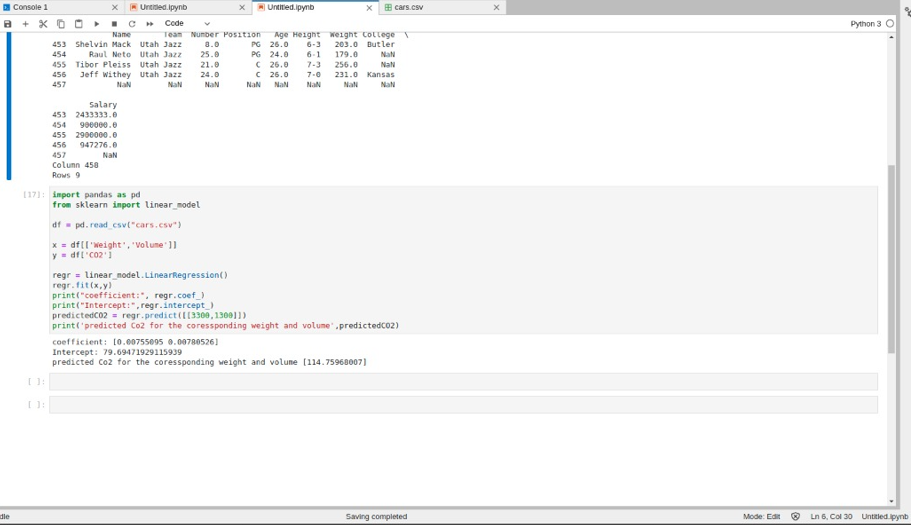 Console 1
Untitled.ipynb
Untitled.ipynb
cars.csv
Code
Python 3
Name Team Number Position Age Height Weight College \
453 Shelvin Mack Utah Jazz 8.0 PG 26.0 6-3 203.0 Butler
454 Raul Neto Utah Jazz 25.0 PG 24.0 6-1 179.0 NaN
455 Tibor Pleiss Utah Jazz 21.0 C 26.0 7-3 256.0 NaN
456 Jeff Withey Utah Jazz 24.0 C 26.0 7-0 231.0 Kansas
457 NaN NaN NaN NaN NaN NaN NaN NaN
Salary
453 2433333.0
454 900000.0
455 2900000.0
456 947276.0
457 NaN
Column 458
Rows 9
[17]:
import pandas as pd
from sklearn import linear_model
df = pd.read_csv("cars.csv")
x = df[['Weight','Volume']]
y = df['CO2']
regr = linear_model.LinearRegression()
regr.fit(x,y)
print("coefficient:", regr.coef_)
print("Intercept:",regr.intercept_)
predictedCO2 = regr.predict([[3300,1300]])
print('predicted Co2 for the coressponding weight and volume',predictedCO2)
coefficient: [0.00755095 0.00780526]
Intercept: 79.69471929115939
predicted Co2 for the coressponding weight and volume [114.75968007]
[ ]:
[ ]:
dle
Saving completed
Mode: Edit
Ln 6, Col 30
Untitled.ipynb